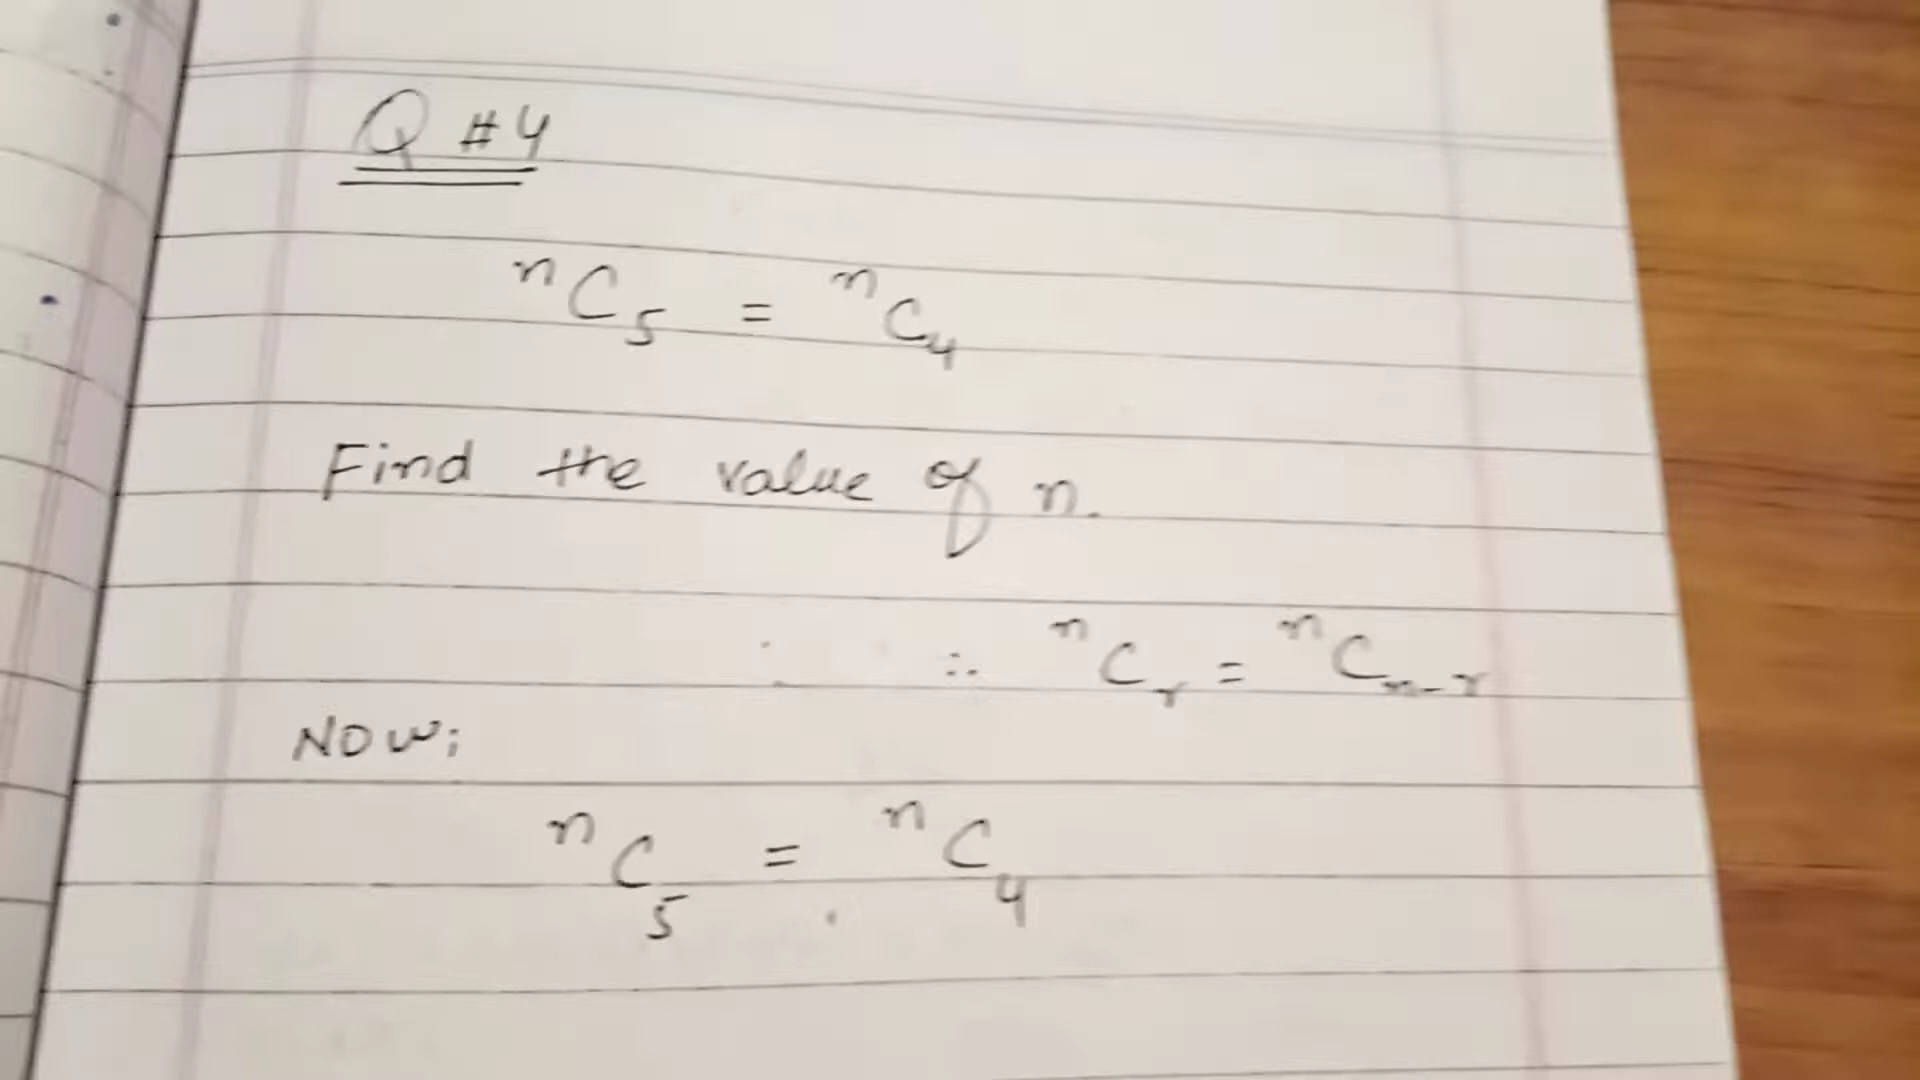 Q #4
ⁿC₅ = ⁿC₄
Find the value of n.
∴ ⁿCᵣ = ⁿCₙ₋ᵣ
NOW;
ⁿC₅ = ⁿC₄